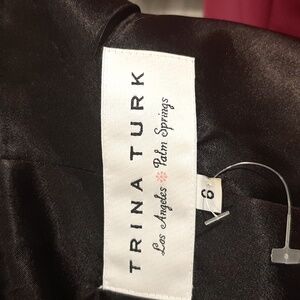 TRINA TURK
Los Angeles ❊ Palm Springs
6